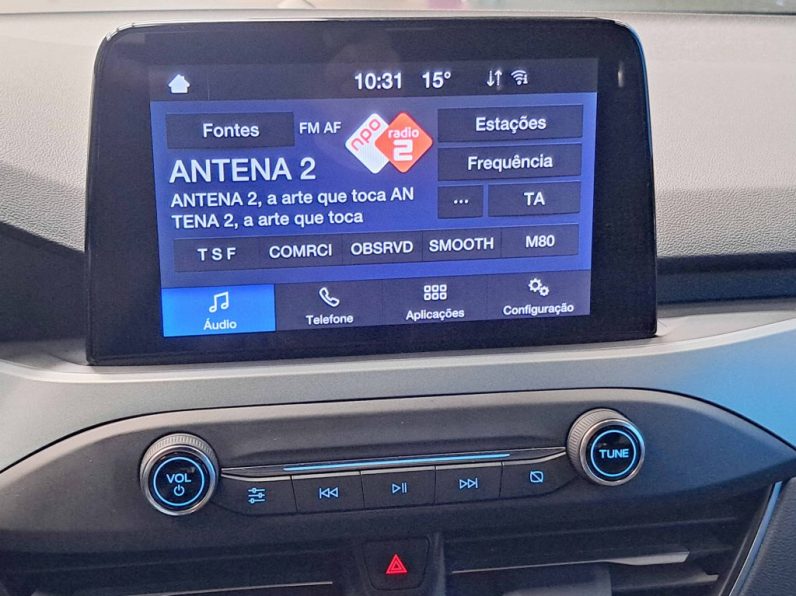 10:31 15°
Fontes
FM AF
npo radio 2
Estações
Frequência
ANTENA 2
ANTENA 2, a arte que toca AN
TENA 2, a arte que toca
...
TA
T S F
COMRCI
OBSRVD
SMOOTH
M80
Áudio
Telefone
Aplicações
Configuração
VOL
TUNE